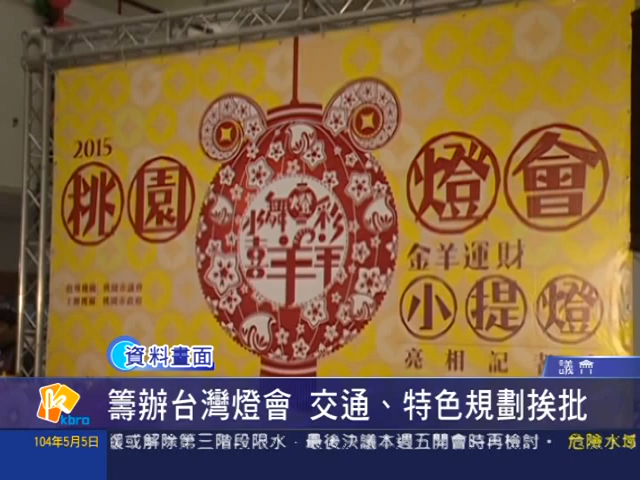 2015
桃園
燈會
金羊運財
小提燈
亮相記者
資料畫面
議會
籌辦台灣燈會 交通、特色規劃挨批
kbro
104年5月5日
緩或解除第三階段限水，最後決議本週五開會時再檢討。 危險水域